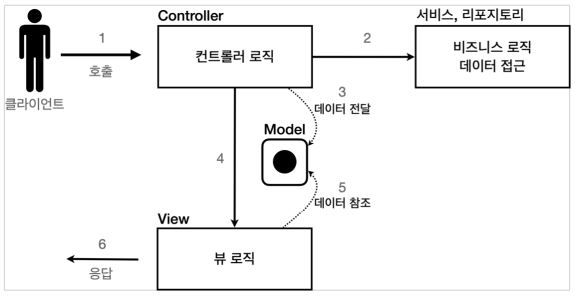 Controller
서비스, 리포지토리
1
호출
컨트롤러 로직
2
비즈니스 로직
데이터 접근
클라이언트
3
데이터 전달
Model
4
5
데이터 참조
View
6
응답
뷰 로직